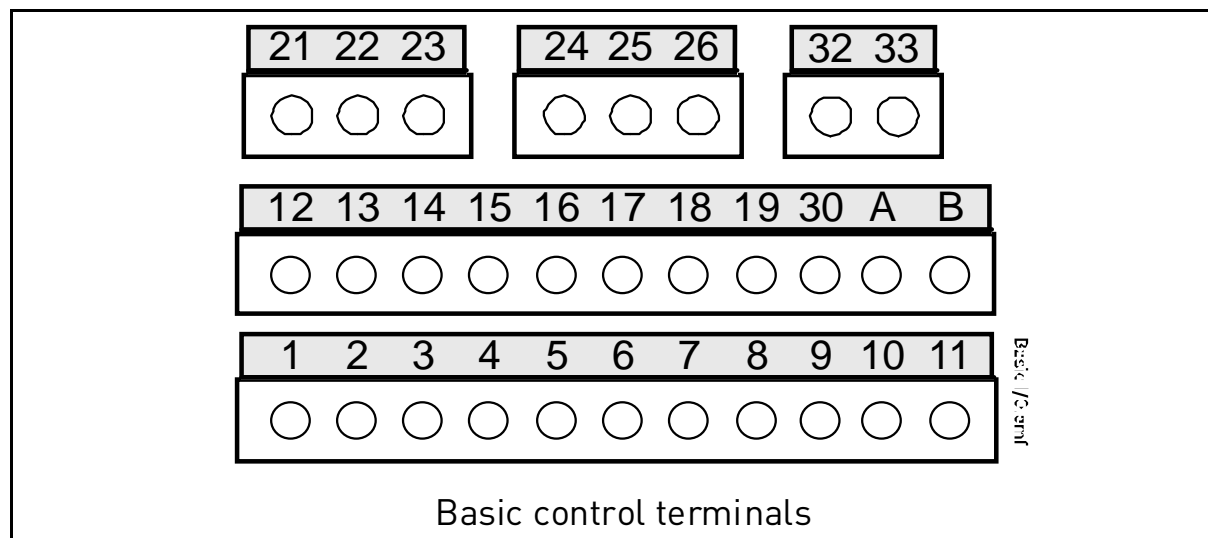 21 22 23 24 25 26 32 33
12 13 14 15 16 17 18 19 30 A B
1 2 3 4 5 6 7 8 9 10 11
Basic I/O
Basic control terminals